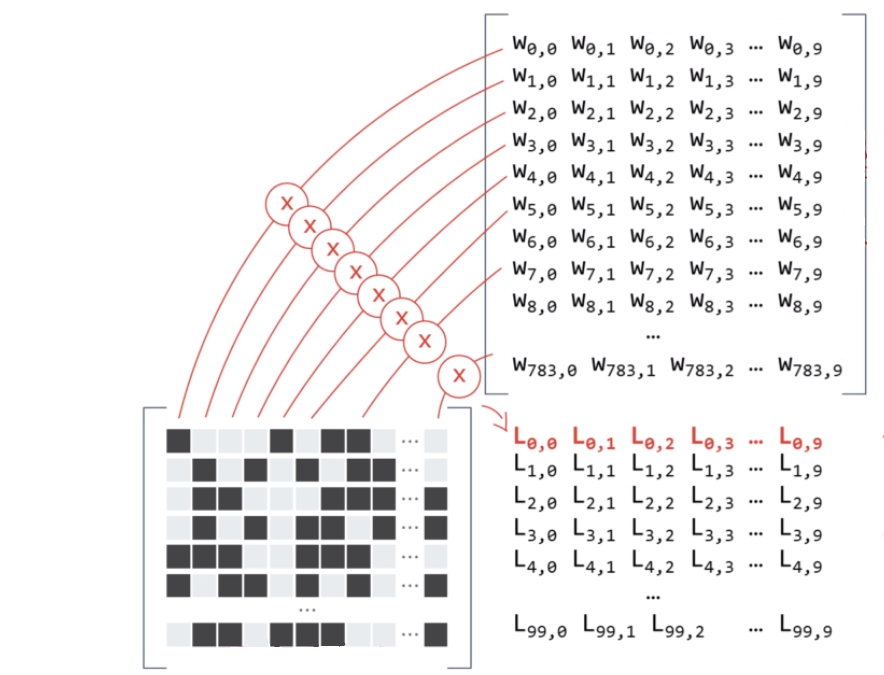 W0,0 W0,1 W0,2 W0,3 … W0,9
W1,0 W1,1 W1,2 W1,3 … W1,9
W2,0 W2,1 W2,2 W2,3 … W2,9
W3,0 W3,1 W3,2 W3,3 … W3,9
W4,0 W4,1 W4,2 W4,3 … W4,9
W5,0 W5,1 W5,2 W5,3 … W5,9
W6,0 W6,1 W6,2 W6,3 … W6,9
W7,0 W7,1 W7,2 W7,3 … W7,9
W8,0 W8,1 W8,2 W8,3 … W8,9
…
W783,0 W783,1 W783,2 … W783,9
X
X
X
X
X
X
X
X
…
…
…
…
…
…
…
…
L0,0 L0,1 L0,2 L0,3 … L0,9
L1,0 L1,1 L1,2 L1,3 … L1,9
L2,0 L2,1 L2,2 L2,3 … L2,9
L3,0 L3,1 L3,2 L3,3 … L3,9
L4,0 L4,1 L4,2 L4,3 … L4,9
…
L99,0 L99,1 L99,2 … L99,9